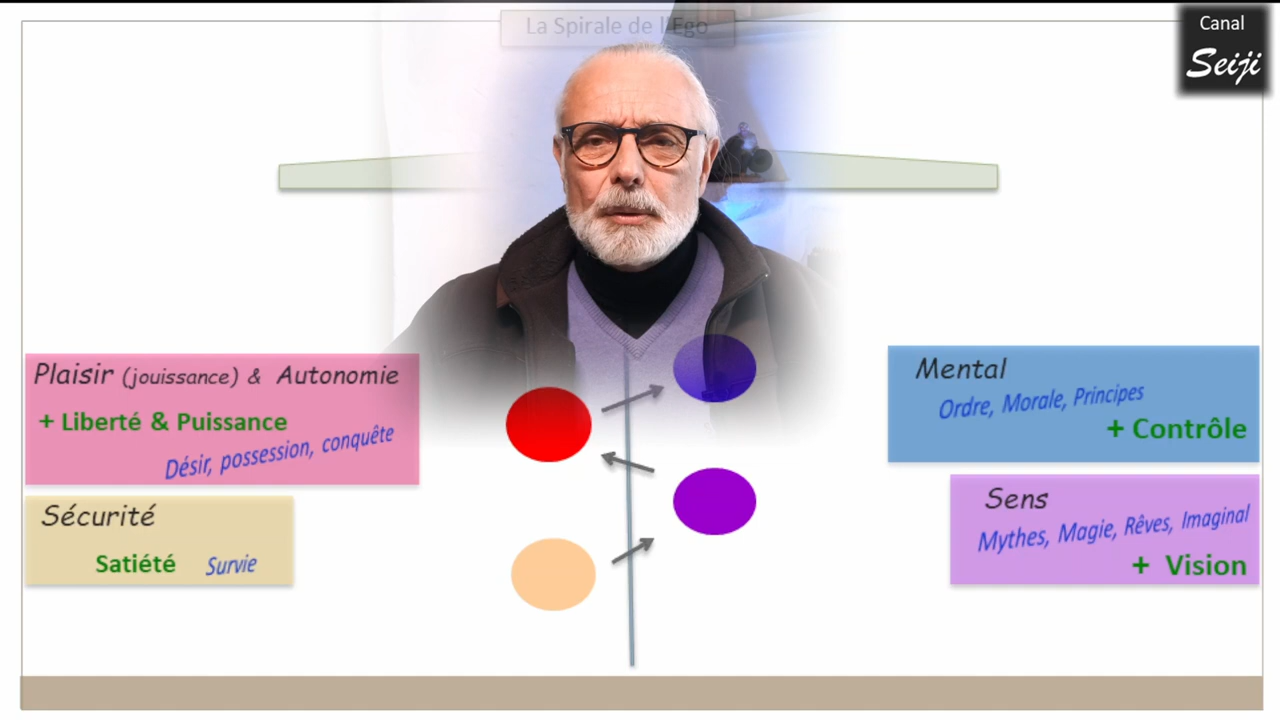 La Spirale de l'Ego
Canal
Seiji
Plaisir (jouissance) & Autonomie
+ Liberté & Puissance
Désir, possession, conquête
Sécurité
Satiété Survie
Mental
Ordre, Morale, Principes
+ Contrôle
Sens
Mythes, Magie, Rêves, Imaginal
+ Vision